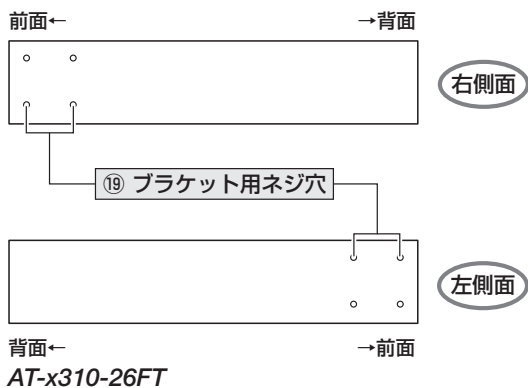 前面← →背面
右側面
⑲ ブラケット用ネジ穴
左側面
背面← →前面
AT-x310-26FT